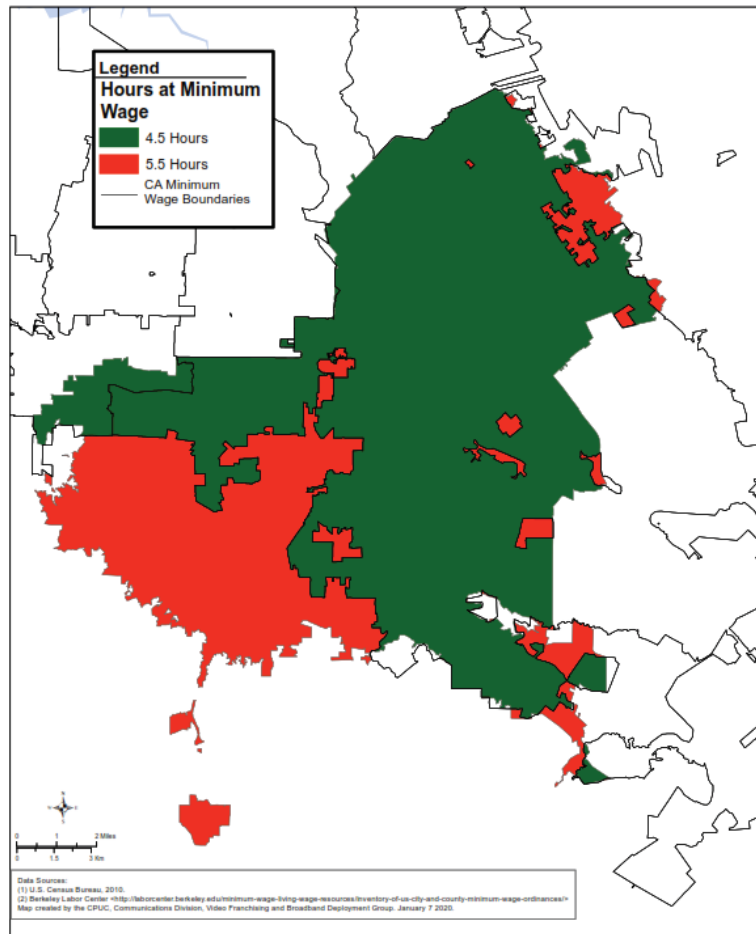 Legend
Hours at Minimum
Wage
4.5 Hours
5.5 Hours
CA Minimum
Wage Boundaries
N
0 1 2 Miles
0 1.5 3 Km
Data Sources:
(1) U.S. Census Bureau, 2010.
(2) Berkeley Labor Center <http://laborcenter.berkeley.edu/minimum-wage-living-wage-resources/inventory-of-us-city-and-county-minimum-wage-ordinances/>
Map created by the CPUC, Communications Division, Video Franchising and Broadband Deployment Group. January 7 2020.